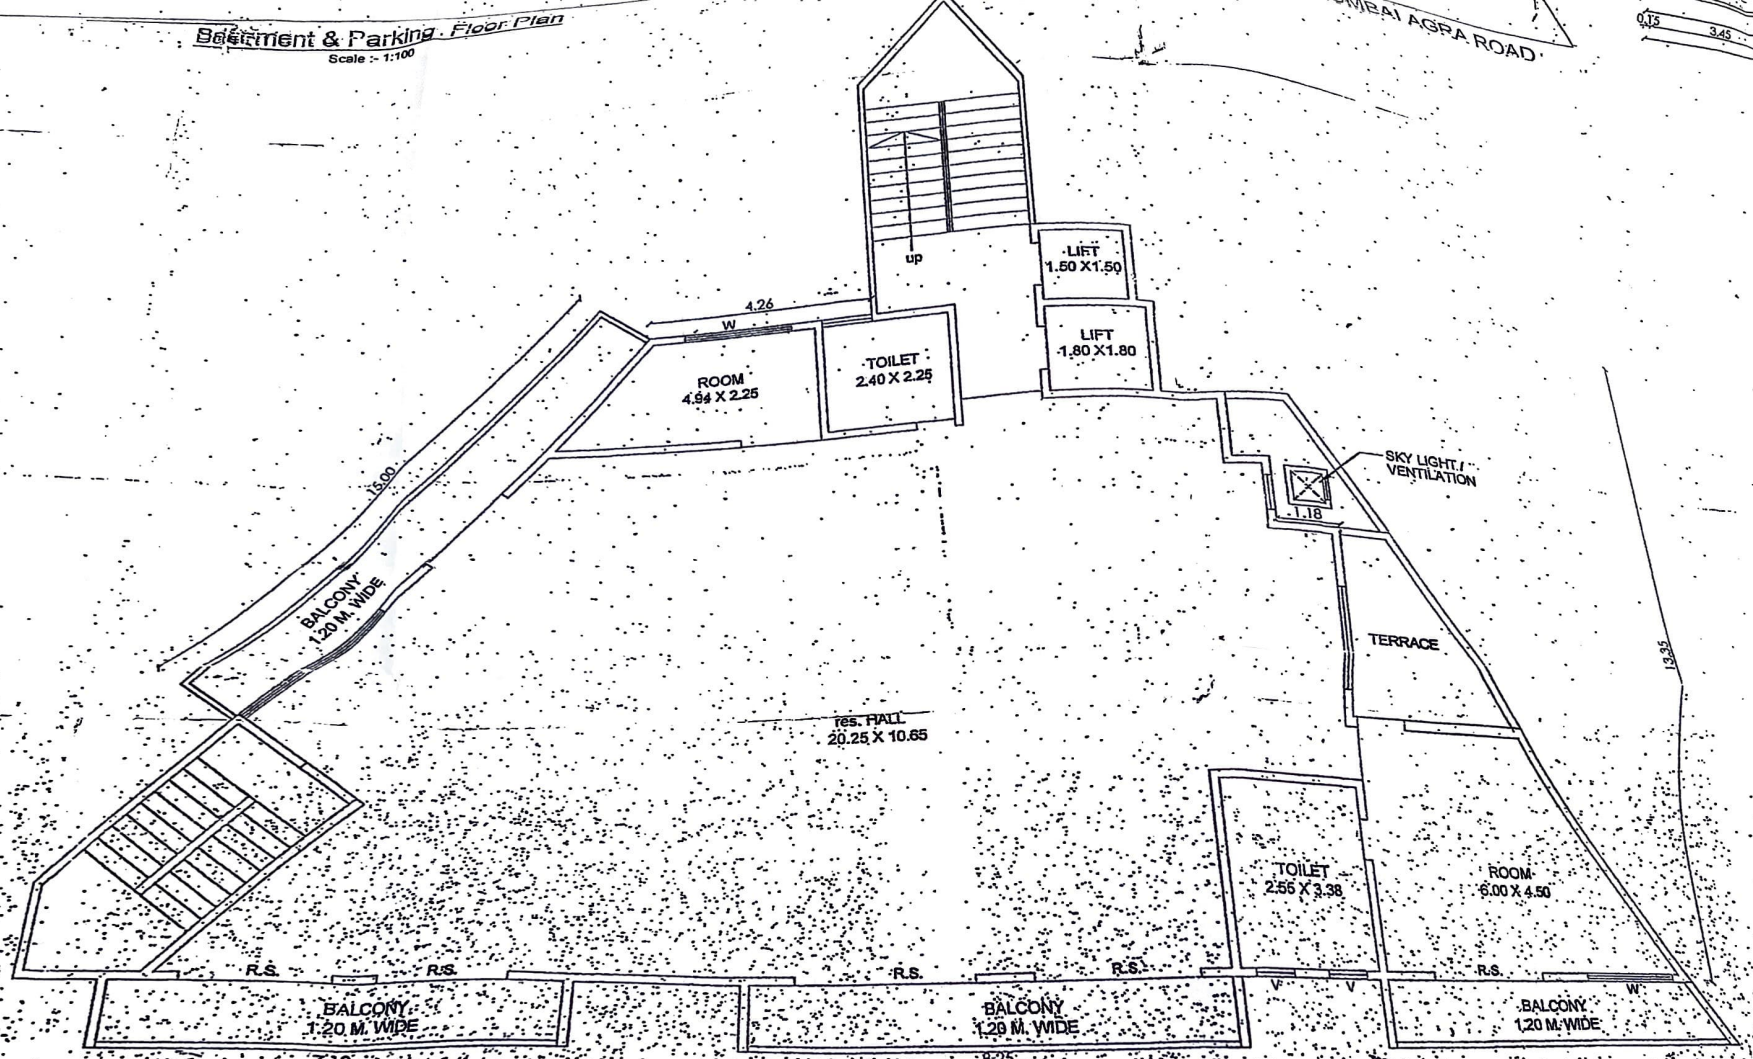 Basement & Parking Floor Plan
Scale :- 1:100
MBAI AGRA ROAD
0.15
3.45
up
LIFT
1.50 X 1.50
4.26
W
LIFT
1.80 X 1.80
ROOM
4.94 X 2.25
TOILET
2.40 X 2.25
15.00
SKY LIGHT /
VENTILATION
1.18
BALCONY
1.20 M. WIDE
TERRACE
13.35
res. HALL
20.25 X 10.65
TOILET
2.55 X 3.38
ROOM
6.00 X 4.50
R.S.
R.S.
R.S.
R.S.
R.S.
V
V
W
BALCONY
1.20 M. WIDE
BALCONY
1.20 M. WIDE
BALCONY
1.20 M. WIDE